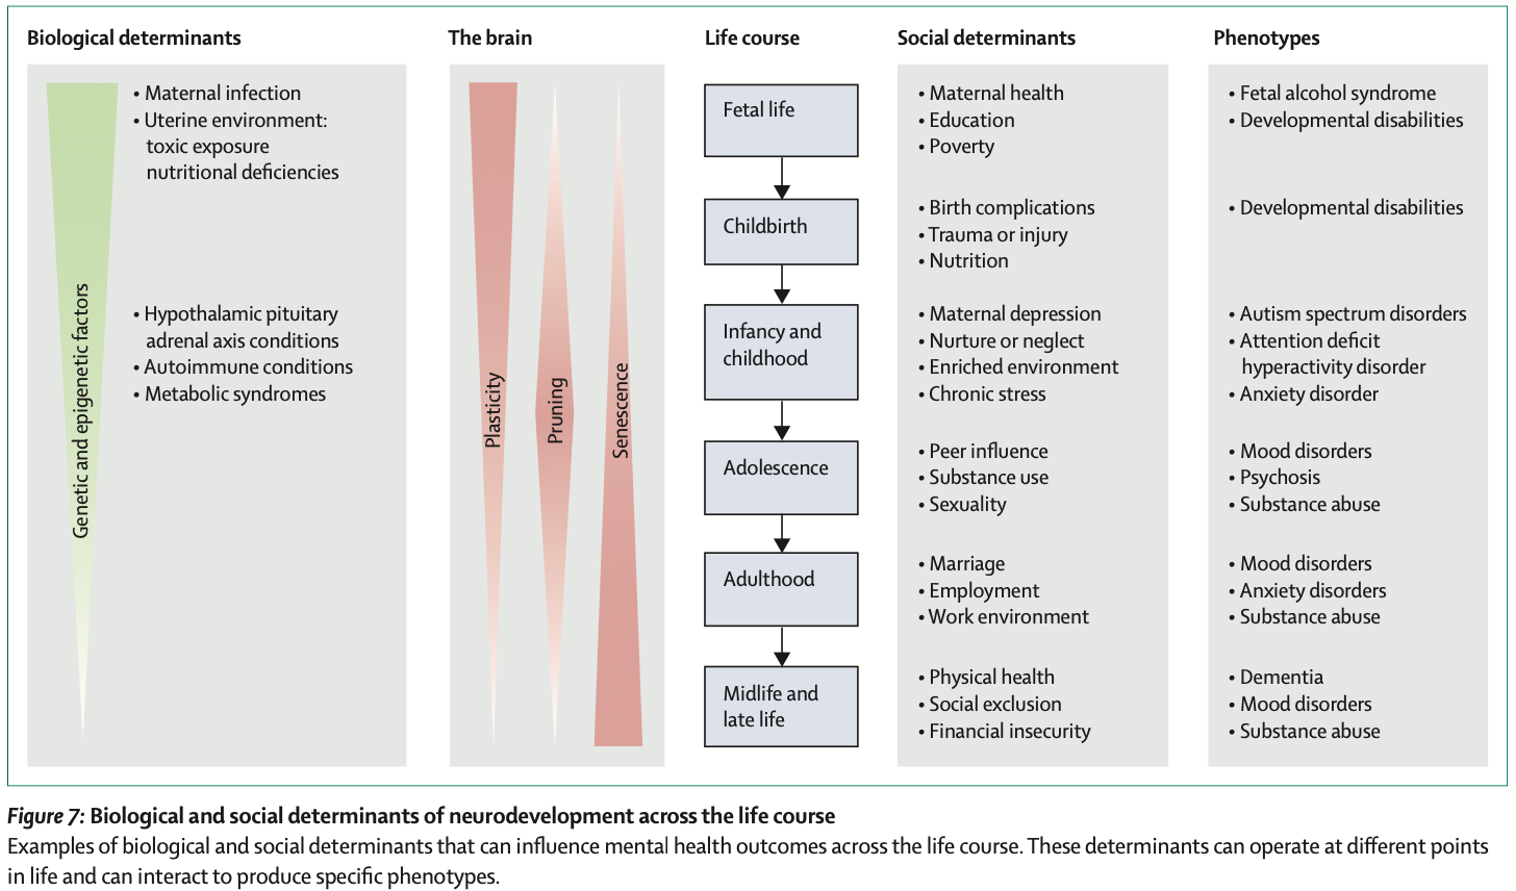 Biological determinants
The brain
Life course
Social determinants
Phenotypes
Genetic and epigenetic factors
• Maternal infection
• Uterine environment:
toxic exposure
nutritional deficiencies
• Hypothalamic pituitary
adrenal axis conditions
• Autoimmune conditions
• Metabolic syndromes
Plasticity
Pruning
Senescence
Fetal life
• Maternal health
• Education
• Poverty
• Fetal alcohol syndrome
• Developmental disabilities
Childbirth
• Birth complications
• Trauma or injury
• Nutrition
• Developmental disabilities
Infancy and
childhood
• Maternal depression
• Nurture or neglect
• Enriched environment
• Chronic stress
• Autism spectrum disorders
• Attention deficit
hyperactivity disorder
• Anxiety disorder
Adolescence
• Peer influence
• Substance use
• Sexuality
• Mood disorders
• Psychosis
• Substance abuse
Adulthood
• Marriage
• Employment
• Work environment
• Mood disorders
• Anxiety disorders
• Substance abuse
Midlife and
late life
• Physical health
• Social exclusion
• Financial insecurity
• Dementia
• Mood disorders
• Substance abuse
Figure 7: Biological and social determinants of neurodevelopment across the life course
Examples of biological and social determinants that can influence mental health outcomes across the life course. These determinants can operate at different points
in life and can interact to produce specific phenotypes.